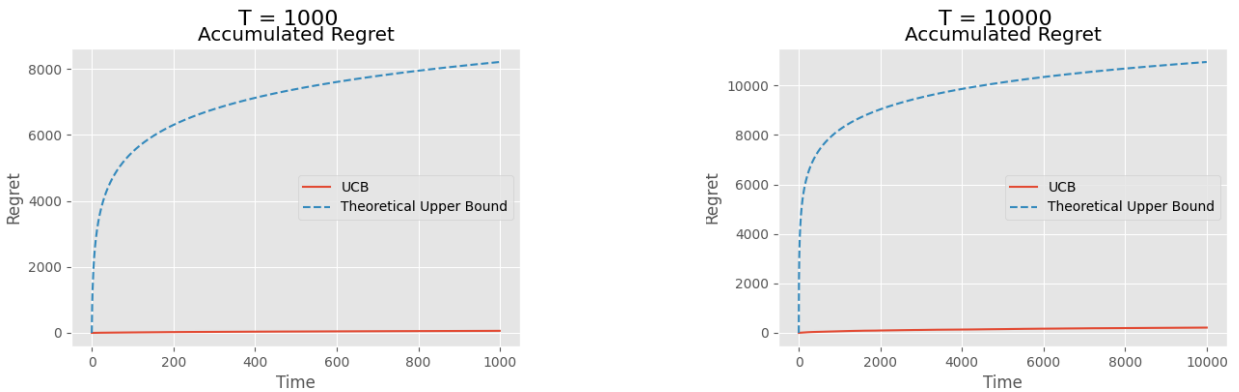 T = 1000
Accumulated Regret
8000
6000
4000
2000
0
Regret
UCB
Theoretical Upper Bound
0 200 400 600 800 1000
Time
T = 10000
Accumulated Regret
10000
8000
6000
4000
2000
0
Regret
UCB
Theoretical Upper Bound
0 2000 4000 6000 8000 10000
Time